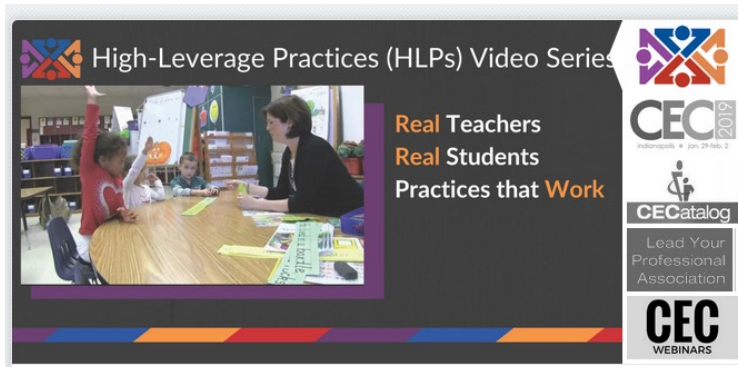 High-Leverage Practices (HLPs) Video Series
Real Teachers
Real Students
Practices that Work
CEC 2019
indianapolis • jan. 29-feb. 2
CECatalog
Lead Your
Professional
Association
CEC
WEBINARS